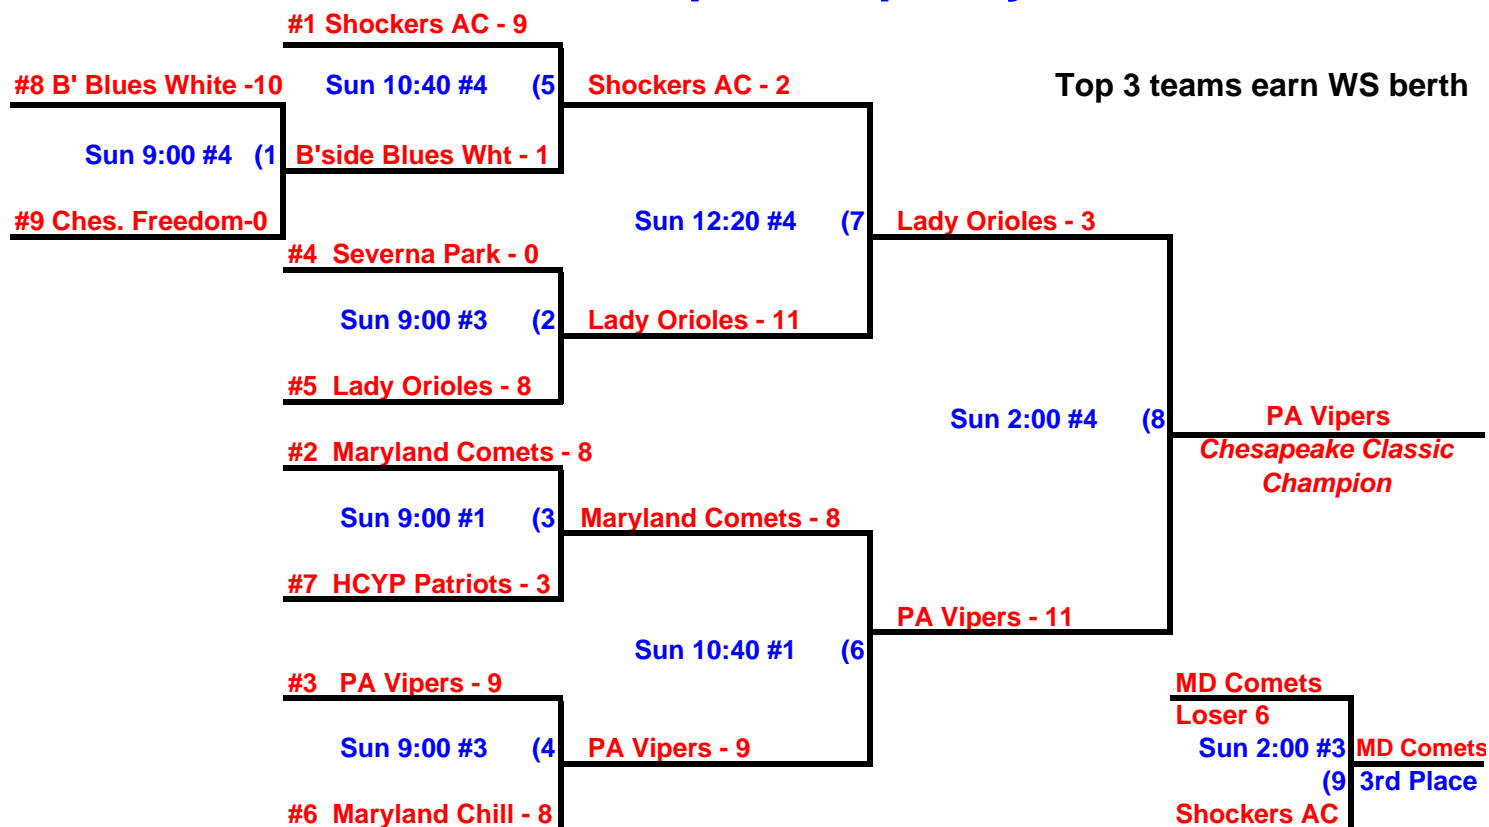 #1 Shockers AC - 9
#8 B' Blues White -10
Sun 10:40 #4 (5
Shockers AC - 2
Top 3 teams earn WS berth
Sun 9:00 #4 (1
B'side Blues Wht - 1
#9 Ches. Freedom-0
Sun 12:20 #4 (7
Lady Orioles - 3
#4 Severna Park - 0
Sun 9:00 #3 (2
Lady Orioles - 11
#5 Lady Orioles - 8
Sun 2:00 #4 (8
PA Vipers
Chesapeake Classic
Champion
#2 Maryland Comets - 8
Sun 9:00 #1 (3
Maryland Comets - 8
#7 HCYP Patriots - 3
PA Vipers - 11
Sun 10:40 #1 (6
#3 PA Vipers - 9
MD Comets
Loser 6
Sun 9:00 #3 (4
PA Vipers - 9
Sun 2:00 #3
MD Comets
(9
3rd Place
#6 Maryland Chill - 8
Shockers AC